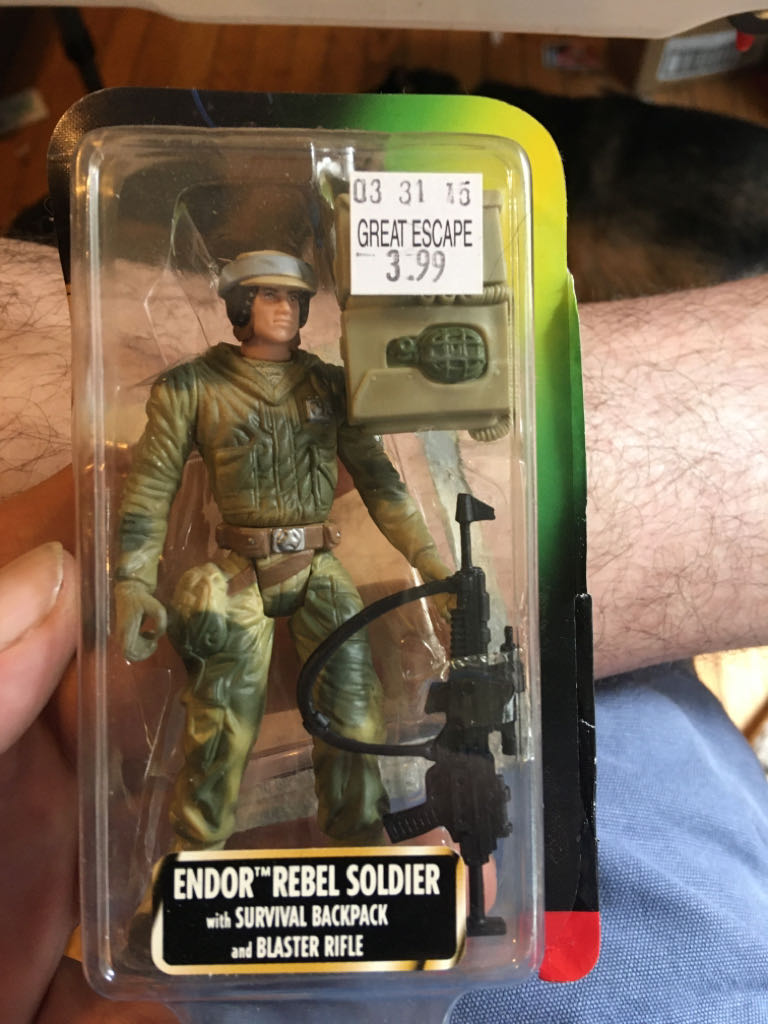 03 31 15
GREAT ESCAPE
3.99
ENDOR™ REBEL SOLDIER
with SURVIVAL BACKPACK
and BLASTER RIFLE